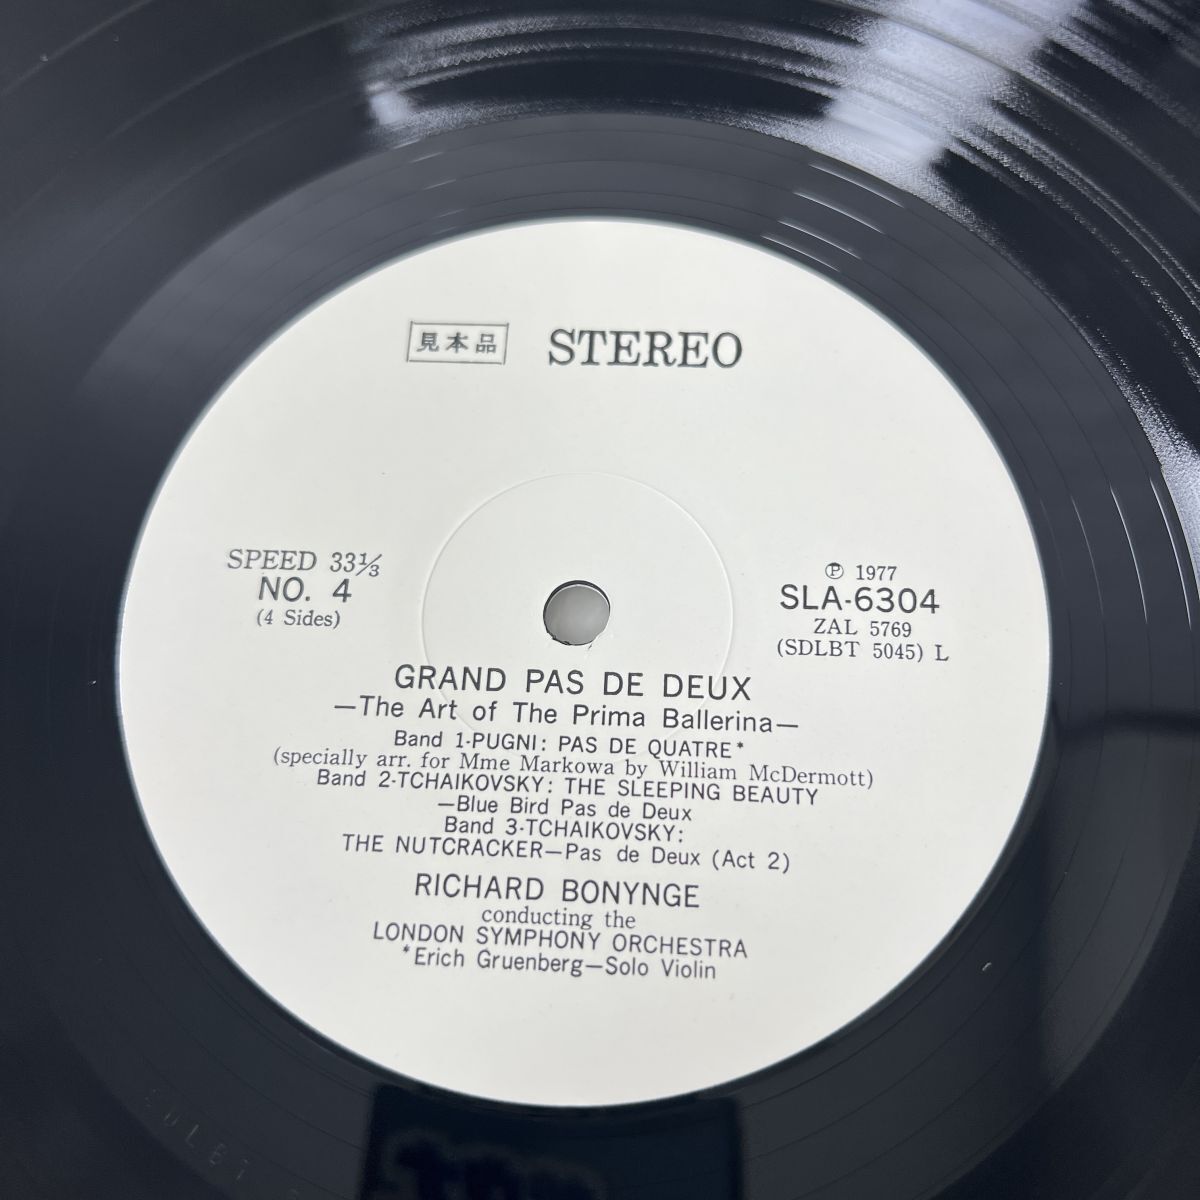 見本品 STEREO
SPEED 33⅓
NO. 4
(4 Sides)
Ⓟ 1977
SLA-6304
ZAL 5769
(SDLBT 5045) L
GRAND PAS DE DEUX
—The Art of The Prima Ballerina—
Band 1-PUGNI: PAS DE QUATRE*
(specially arr. for Mme Markowa by William McDermott)
Band 2-TCHAIKOVSKY: THE SLEEPING BEAUTY
—Blue Bird Pas de Deux
Band 3-TCHAIKOVSKY:
THE NUTCRACKER—Pas de Deux (Act 2)
RICHARD BONYNGE
conducting the
LONDON SYMPHONY ORCHESTRA
*Erich Gruenberg—Solo Violin